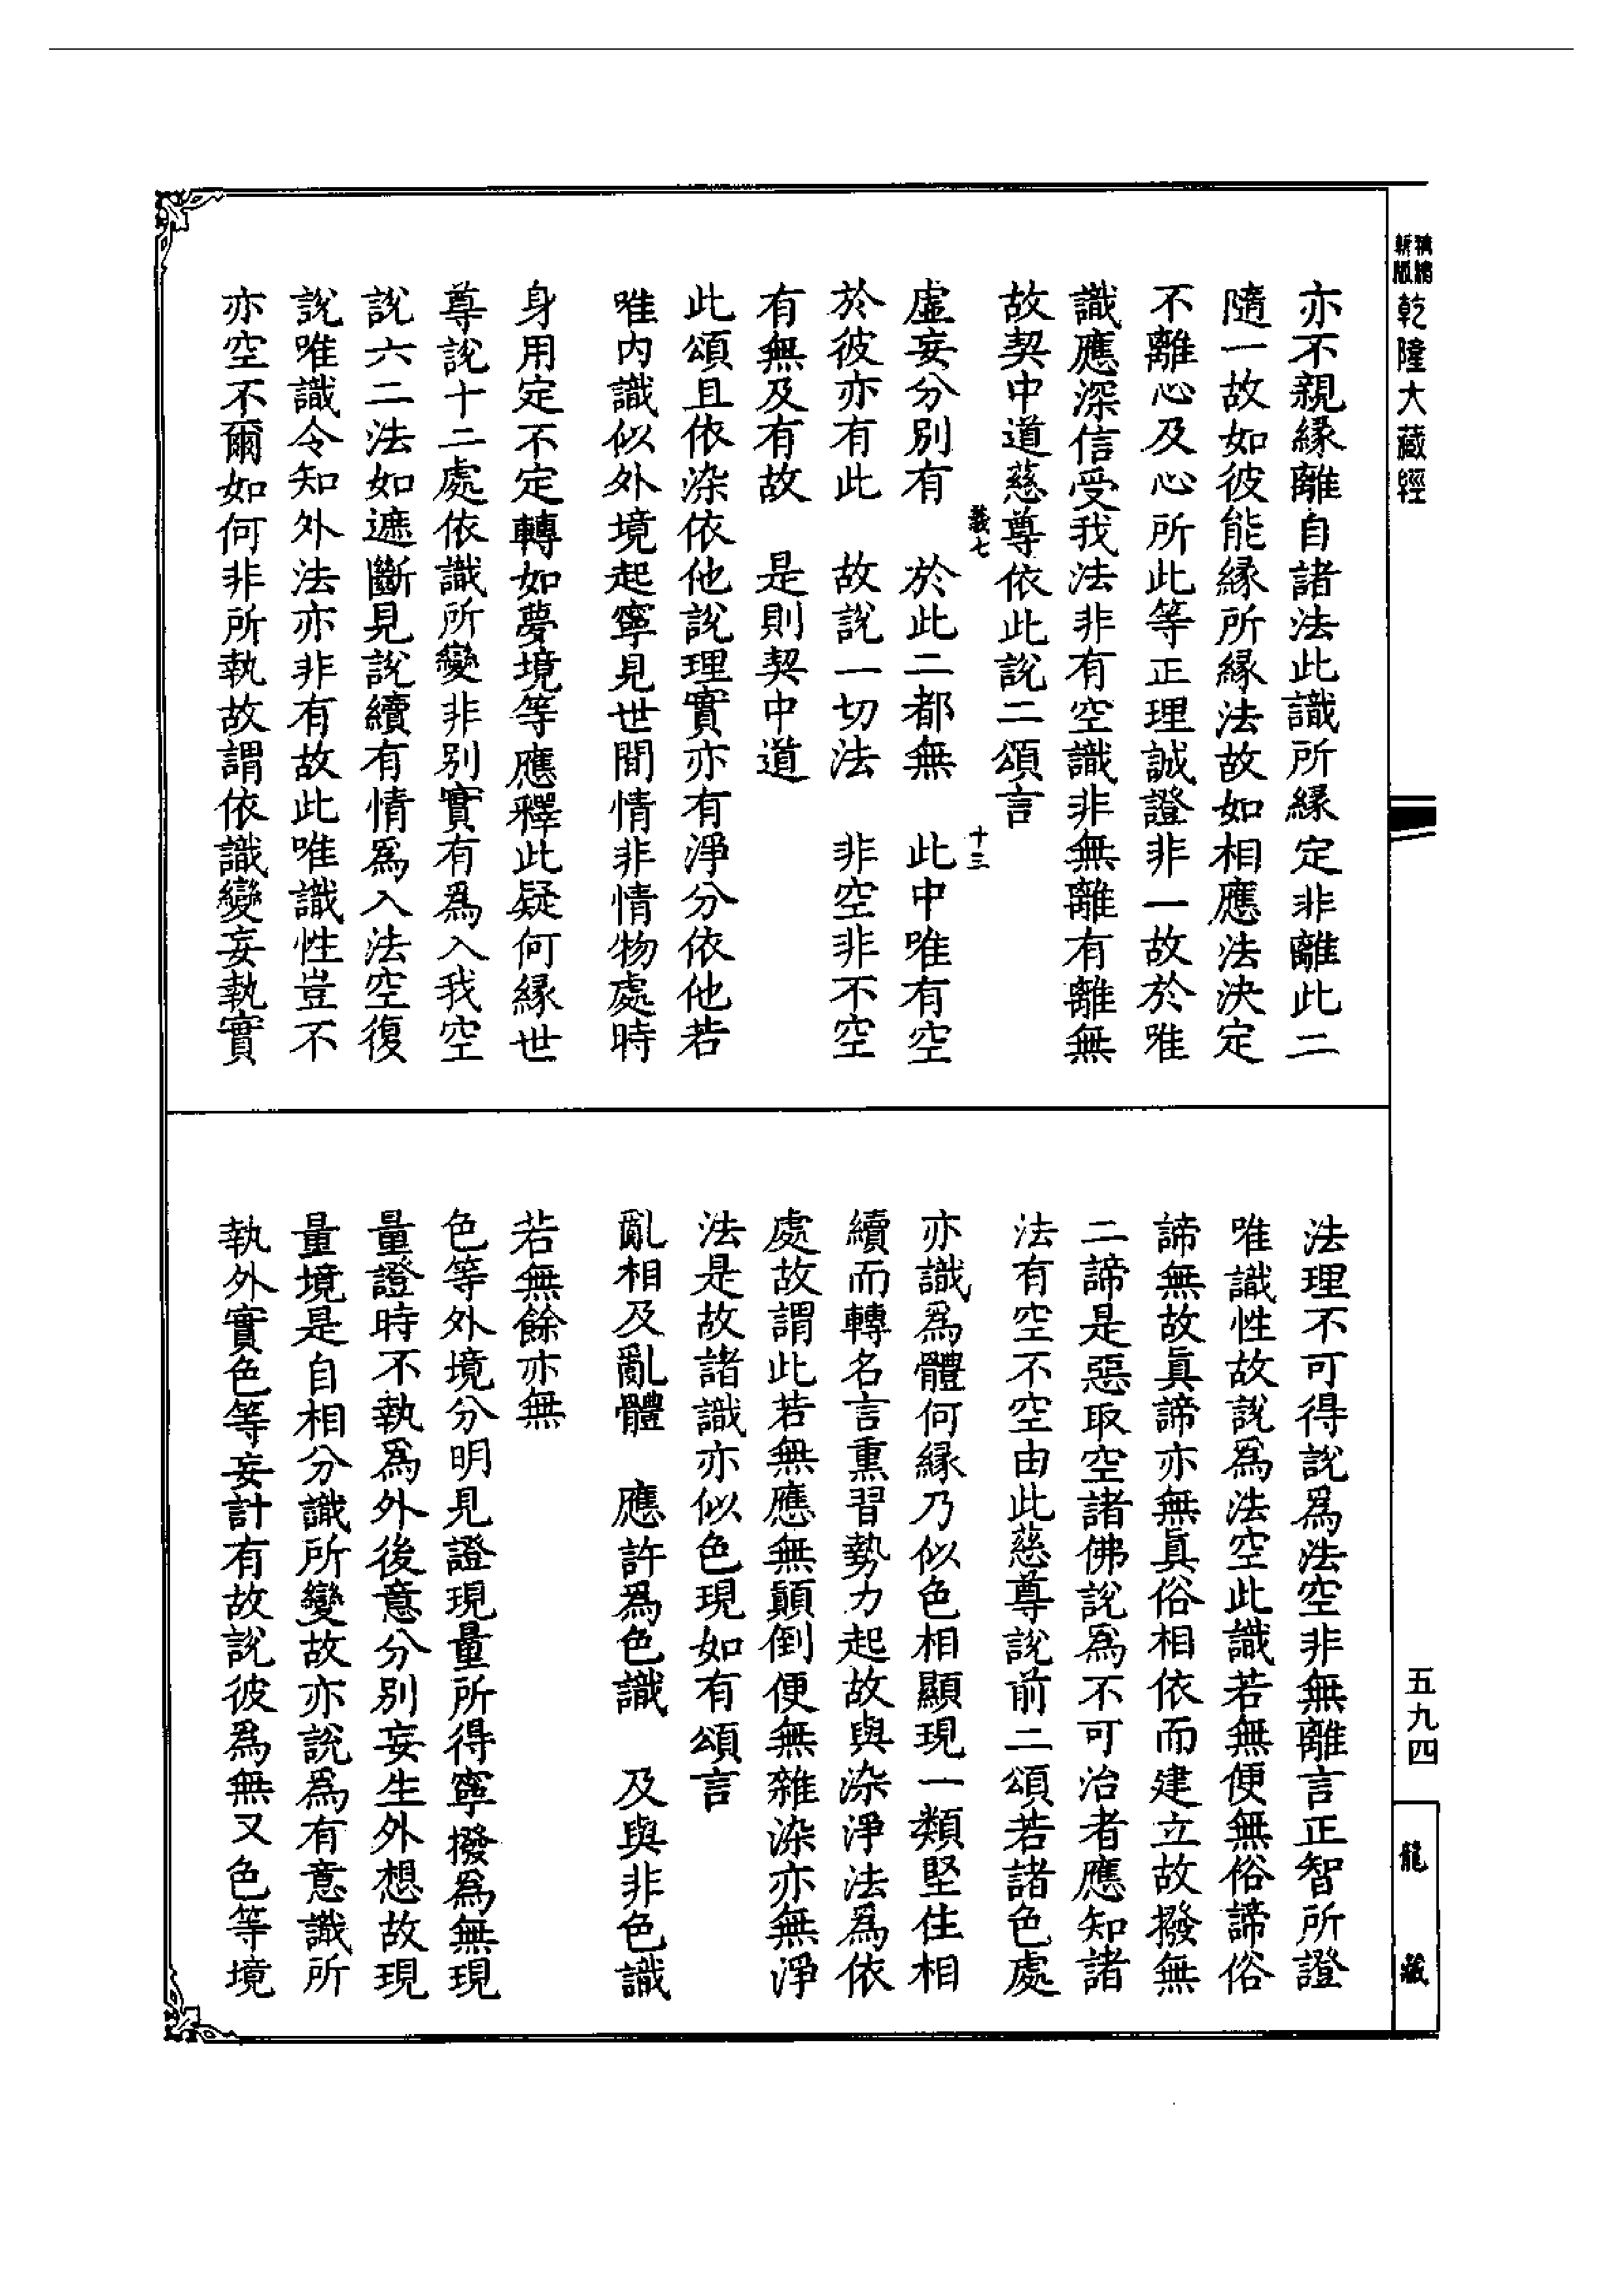 精縮
新版
乾隆大藏經
亦不親緣離自諸法此識所緣定非離此二
隨一故如彼能緣所緣法故如相應法決定
不離心及心所此等正理誠證非一故於唯
識應深信受我法非有空識非無離有離無
故契中道慈尊依此說二頌言
義七
十三
虛妄分別有　於此二都無　此中唯有空
於彼亦有此　故說一切法　非空非不空
有無及有故　是則契中道
此頌且依染依他說理實亦有淨分依他若
唯內識似外境起寧見世間情非情物處時
身用定不定轉如夢境等應釋此疑何緣世
尊說十二處依識所變非別實有為入我空
說六二法如遮斷見說續有情為入法空復
說唯識令知外法亦非有故此唯識性豈不
亦空不爾如何非所執故謂依識變妄執實
法理不可得說為法空非無離言正智所證
唯識性故說為法空此識若無便無俗諦俗
諦無故真諦亦無真俗相依而建立故撥無
二諦是惡取空諸佛說為不可治者應知諸
法有空不空由此慈尊說前二頌若諸色處
亦識為體何緣乃似色相顯現一類堅住相
續而轉名言熏習勢力起故與染淨法為依
處故謂此若無應無顛倒便無雜染亦無淨
法是故諸識亦似色現如有頌言
亂相及亂體　應許為色識　及與非色識
若無餘亦無
色等外境分明見證現量所得寧撥為無現
量證時不執為外後意分別妄生外想故現
量境是自相分識所變故亦說為有意識所
執外實色等妄計有故說彼為無又色等境
五九四
龍藏